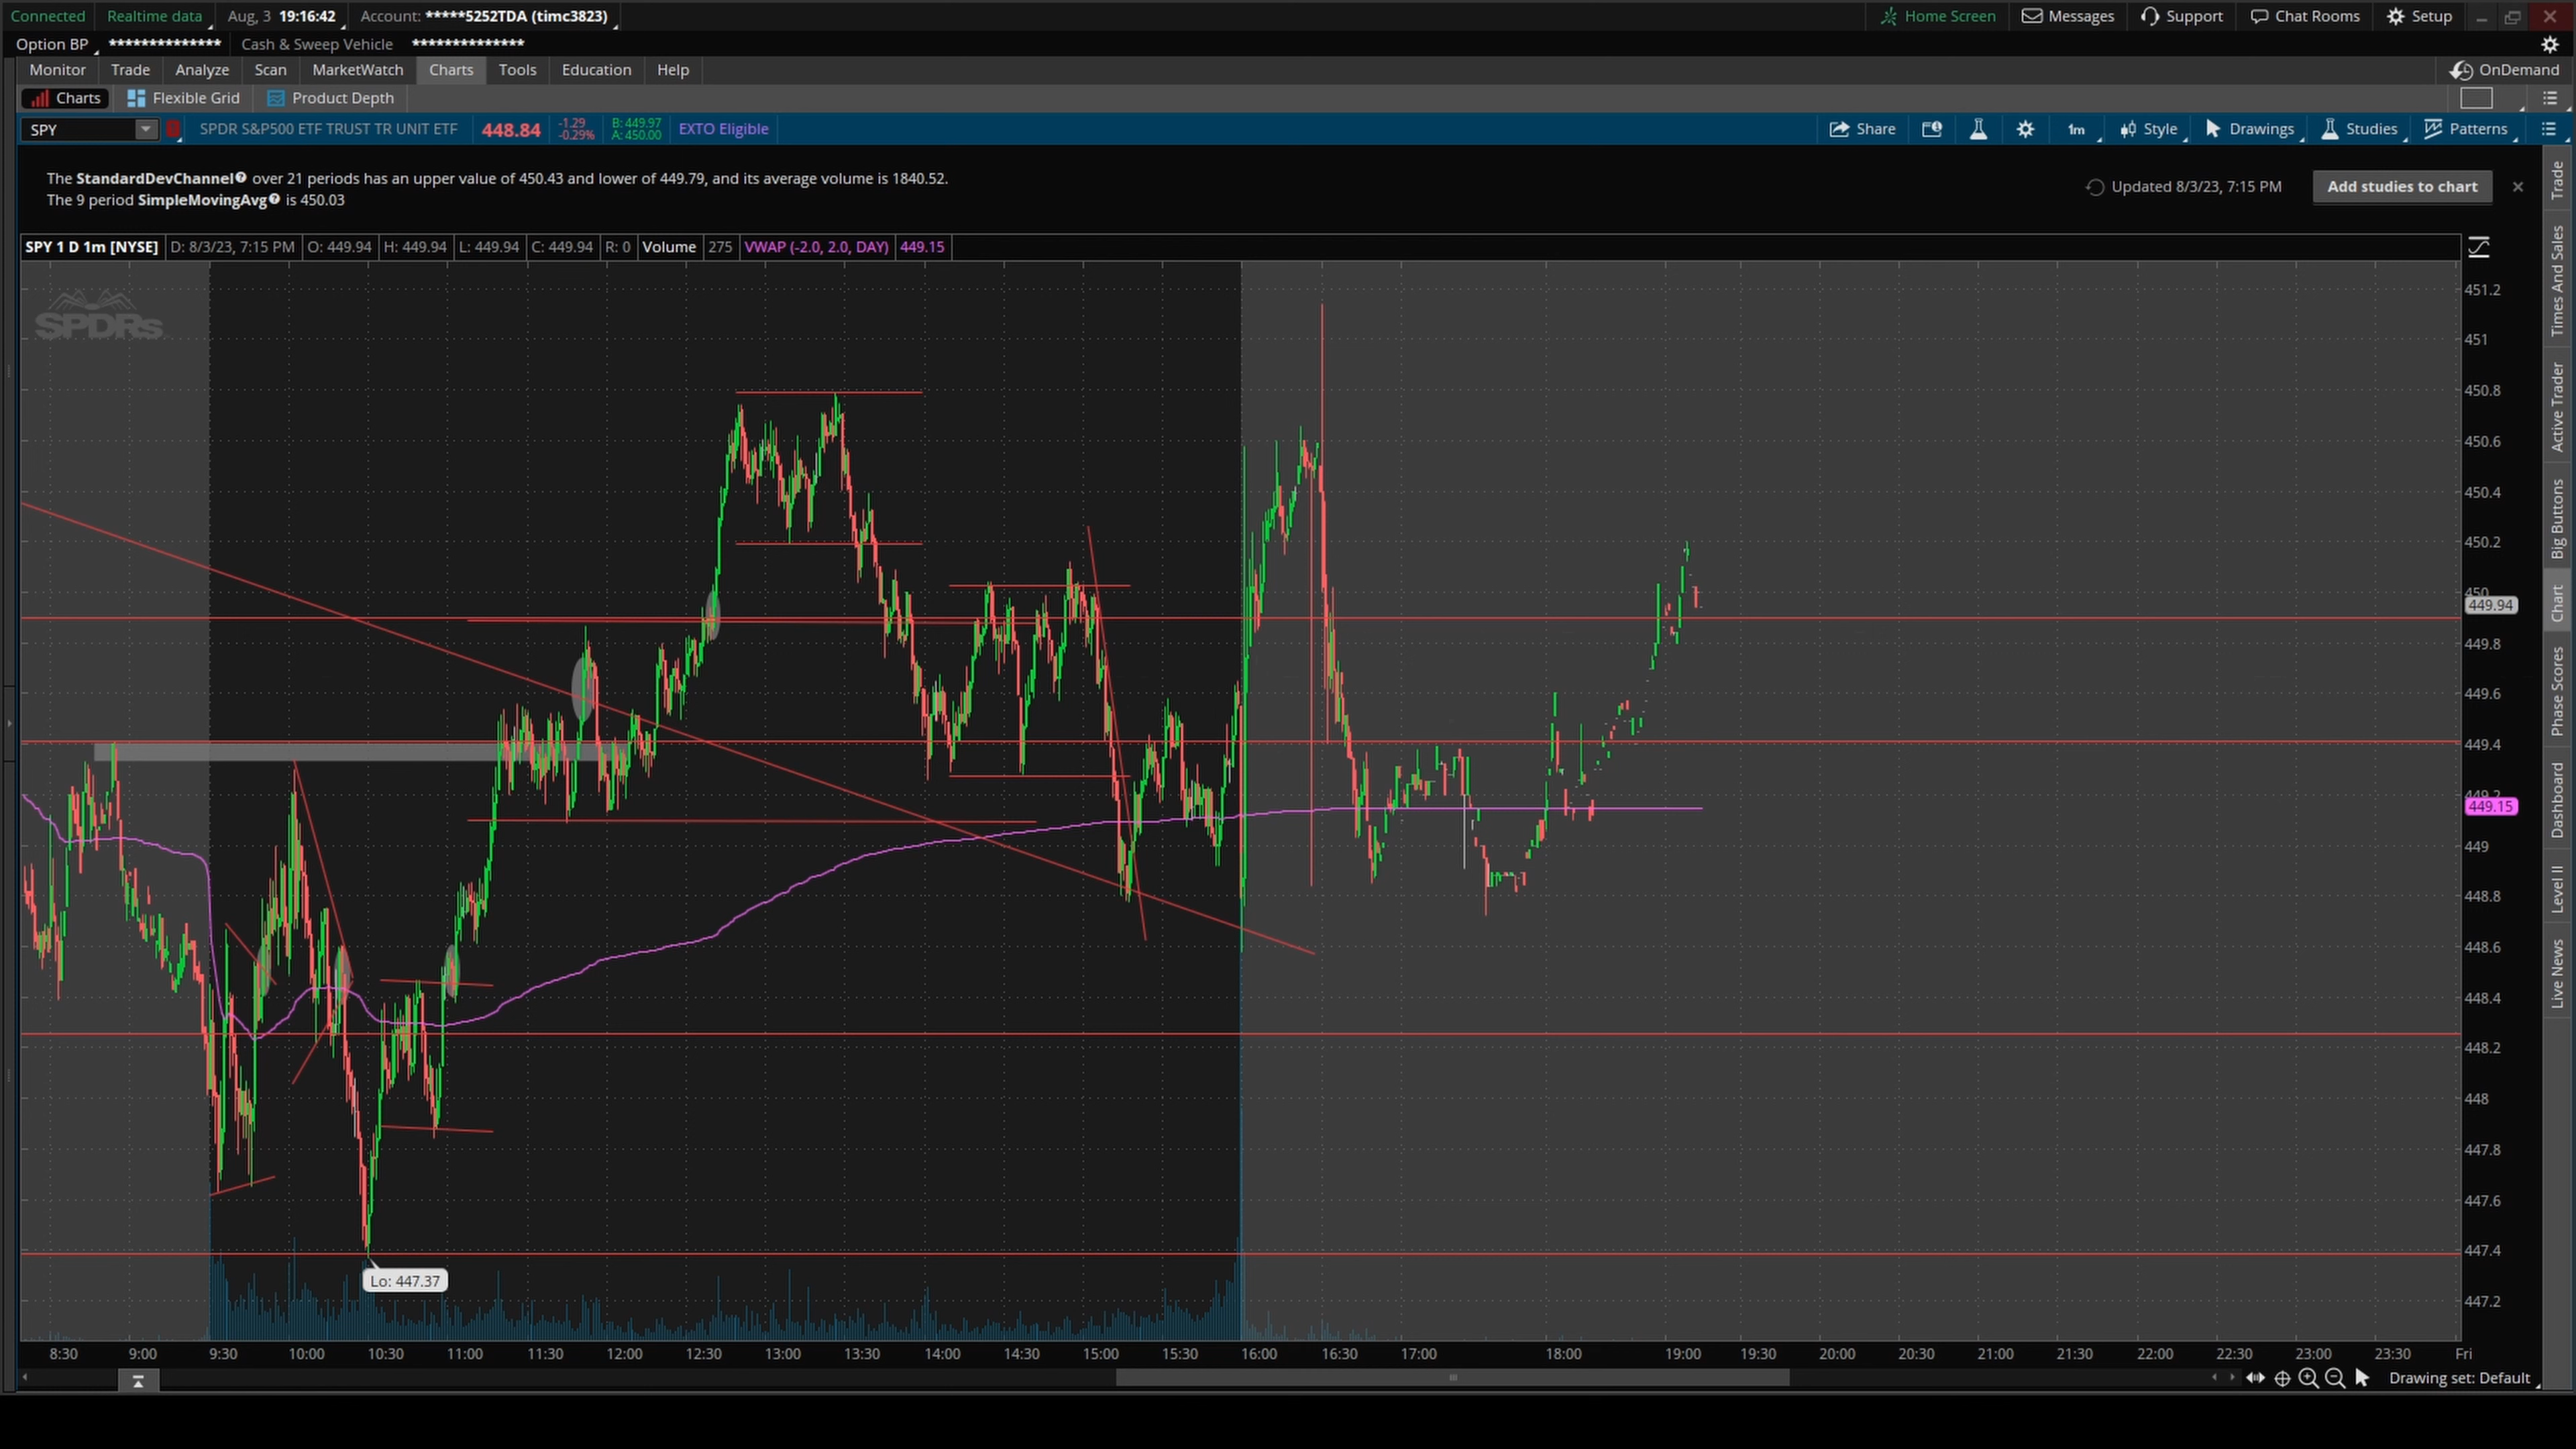 Connected Realtime data Aug, 3 19:16:42 Account: *****5252TDA (timc3823) Home Screen Messages Support Chat Rooms Setup
Option BP ************** Cash & Sweep Vehicle **************
Monitor Trade Analyze Scan MarketWatch Charts Tools Education Help OnDemand
Charts Flexible Grid Product Depth
SPY SPDR S&P500 ETF TRUST TR UNIT ETF 448.84 -1.29 B: 449.97 EXTO Eligible Share 1m Style Drawings Studies Patterns
-0.29% A: 450.00
The StandardDevChannel over 21 periods has an upper value of 450.43 and lower of 449.79, and its average volume is 1840.52.
The 9 period SimpleMovingAvg is 450.03
Updated 8/3/23, 7:15 PM Add studies to chart
SPY 1 D 1m [NYSE] D: 8/3/23, 7:15 PM O: 449.94 H: 449.94 L: 449.94 C: 449.94 R: 0 Volume 275 VWAP (-2.0, 2.0, DAY) 449.15
SPDRs
451.2
451
450.8
450.6
450.4
450.2
450
449.94
449.8
449.6
449.4
449.2
449.15
449
448.8
448.6
448.4
448.2
448
447.8
447.6
447.4
447.2
Lo: 447.37
8:30 9:00 9:30 10:00 10:30 11:00 11:30 12:00 12:30 13:00 13:30 14:00 14:30 15:00 15:30 16:00 16:30 17:00 18:00 19:00 19:30 20:00 20:30 21:00 21:30 22:00 22:30 23:00 23:30 Fri
Drawing set: Default
Trade
Times And Sales
Active Trader
Big Buttons
Chart
Phase Scores
Dashboard
Level II
Live News